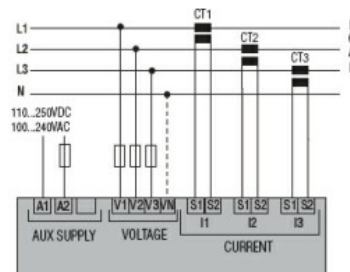 CT1
L1
CT2
L2
CT3
L3
N
110...250VDC
100...240VAC
A1 A2 V1 V2 V3 VN S1 S2 S1 S2 S1 S2
I1 I2 I3
AUX SUPPLY VOLTAGE CURRENT